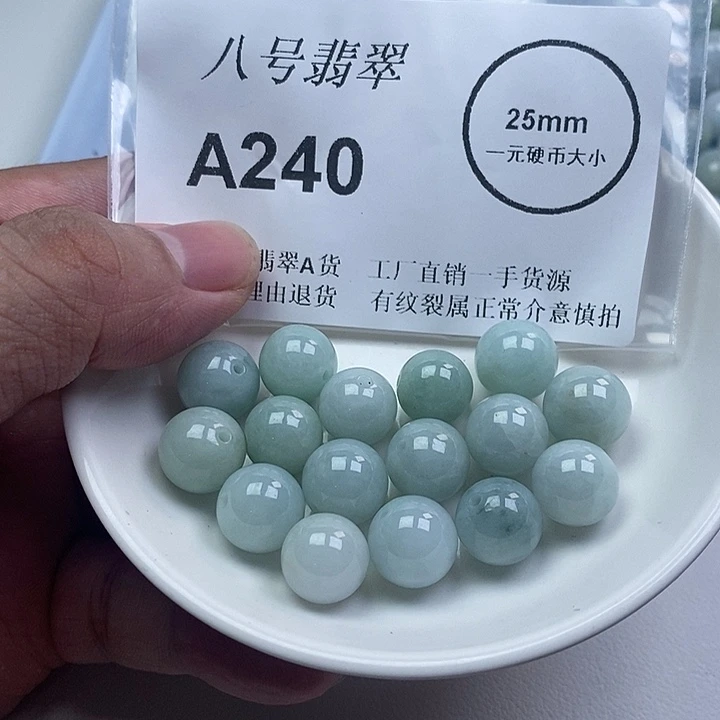 八号翡翠
A240
25mm
一元硬币大小
翡翠A货 工厂直销一手货源
理由退货 有纹裂属正常介意慎拍